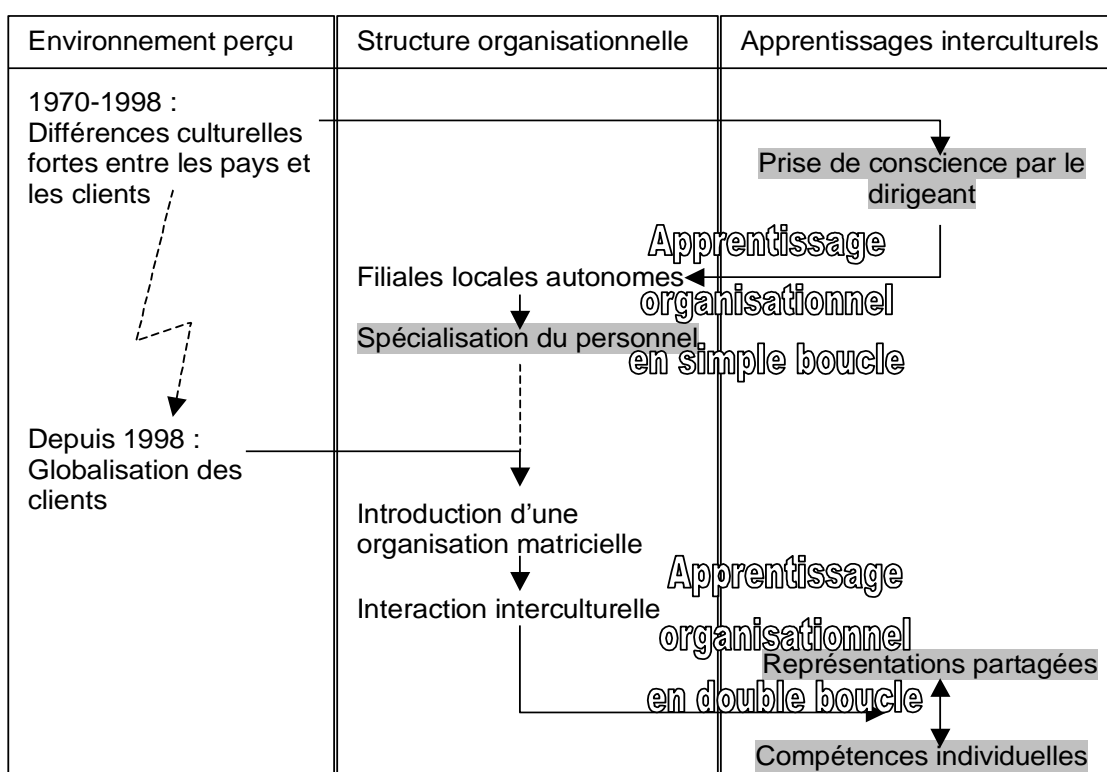 Environnement perçu
Structure organisationnelle
Apprentissages interculturels
1970-1998 :
Différences culturelles
fortes entre les pays et
les clients
Prise de conscience par le
dirigeant
Apprentissage
organisationnel
en simple boucle
Filiales locales autonomes
Spécialisation du personnel
Depuis 1998 :
Globalisation des
clients
Introduction d’une
organisation matricielle
Interaction interculturelle
Apprentissage
organisationnel
en double boucle
Représentations partagées
Compétences individuelles